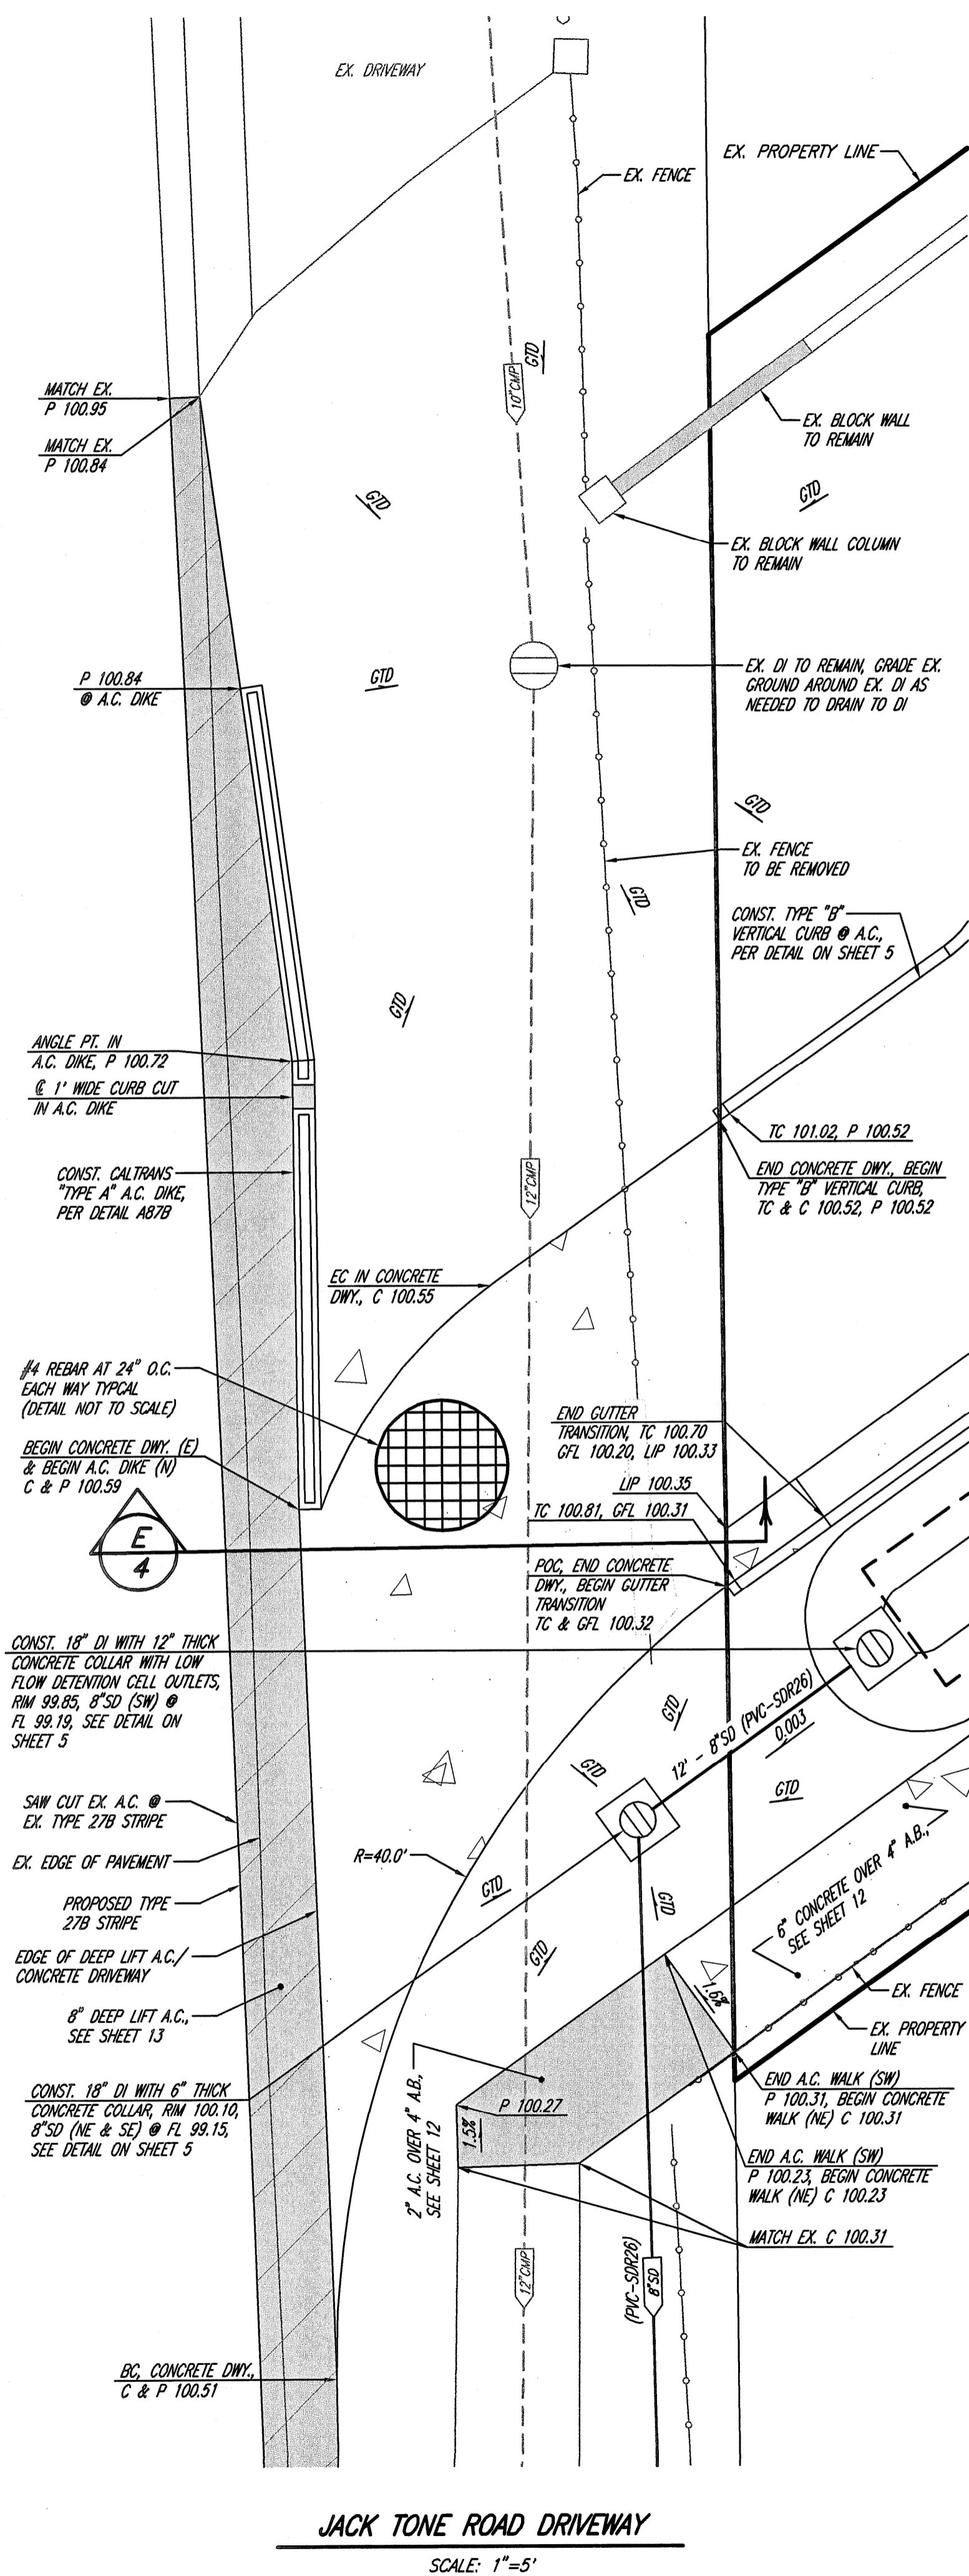 EX. DRIVEWAY
EX. PROPERTY LINE
EX. FENCE
GTD
10"CMP
MATCH EX.
P 100.95
MATCH EX.
P 100.84
EX. BLOCK WALL
TO REMAIN
GTD
GTD
EX. BLOCK WALL COLUMN
TO REMAIN
P 100.84
@ A.C. DIKE
GTD
EX. DI TO REMAIN, GRADE EX.
GROUND AROUND EX. DI AS
NEEDED TO DRAIN TO DI
GTD
EX. FENCE
TO BE REMOVED
GTD
CONST. TYPE "B"
VERTICAL CURB @ A.C.,
PER DETAIL ON SHEET 5
GTD
ANGLE PT. IN
A.C. DIKE, P 100.72
℄ 1' WIDE CURB CUT
IN A.C. DIKE
TC 101.02, P 100.52
CONST. CALTRANS
"TYPE A" A.C. DIKE,
PER DETAIL A87B
12"CMP
END CONCRETE DWY., BEGIN
TYPE "B" VERTICAL CURB,
TC & C 100.52, P 100.52
EC IN CONCRETE
DWY., C 100.55
#4 REBAR AT 24" O.C.
EACH WAY TYPCAL
(DETAIL NOT TO SCALE)
END GUTTER
TRANSITION, TC 100.70
GFL 100.20, LIP 100.33
BEGIN CONCRETE DWY. (E)
& BEGIN A.C. DIKE (N)
C & P 100.59
LIP 100.35
TC 100.81, GFL 100.31
E
4
POC, END CONCRETE
DWY., BEGIN GUTTER
TRANSITION
TC & GFL 100.32
CONST. 18" DI WITH 12" THICK
CONCRETE COLLAR WITH LOW
FLOW DETENTION CELL OUTLETS,
RIM 99.85, 8"SD (SW) @
FL 99.19, SEE DETAIL ON
SHEET 5
GTD
12' - 8"SD (PVC-SDR26)
0.003
GTD
GTD
SAW CUT EX. A.C. @
EX. TYPE 27B STRIPE
EX. EDGE OF PAVEMENT
R=40.0'
GTD
GTD
6" CONCRETE OVER 4" A.B.,
SEE SHEET 12
PROPOSED TYPE
27B STRIPE
GTD
EDGE OF DEEP LIFT A.C./
CONCRETE DRIVEWAY
1.6%
EX. FENCE
8" DEEP LIFT A.C.,
SEE SHEET 13
EX. PROPERTY
LINE
CONST. 18" DI WITH 6" THICK
CONCRETE COLLAR, RIM 100.10,
8"SD (NE & SE) @ FL 99.15,
SEE DETAIL ON SHEET 5
2" A.C. OVER 4" A.B.,
SEE SHEET 12
P 100.27
1.5%
END A.C. WALK (SW)
P 100.31, BEGIN CONCRETE
WALK (NE) C 100.31
END A.C. WALK (SW)
P 100.23, BEGIN CONCRETE
WALK (NE) C 100.23
MATCH EX. C 100.31
12"CMP
(PVC-SDR26)
8"SD
BC, CONCRETE DWY.,
C & P 100.51
JACK TONE ROAD DRIVEWAY
SCALE: 1"=5'